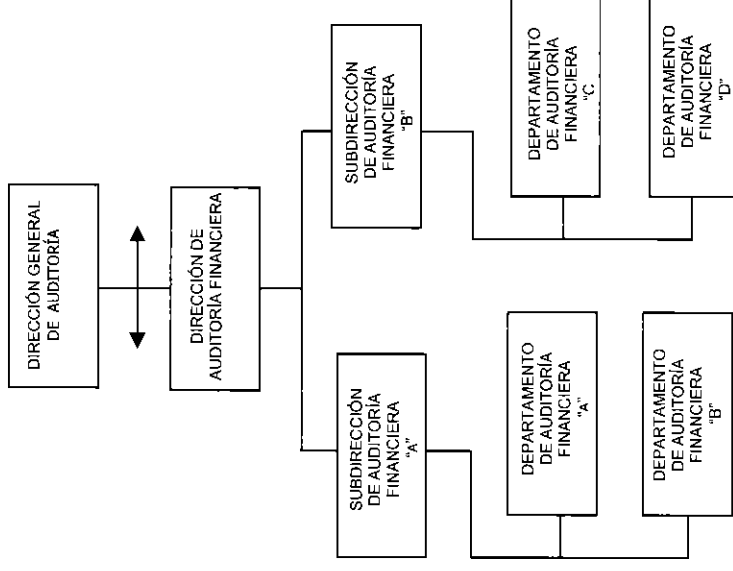 DIRECCIÓN GENERAL
DE AUDITORÍA
DIRECCIÓN DE
AUDITORÍA FINANCIERA
SUBDIRECCIÓN
DE AUDITORÍA
FINANCIERA
"A"
SUBDIRECCIÓN
DE AUDITORÍA
FINANCIERA
"B"
DEPARTAMENTO
DE AUDITORÍA
FINANCIERA
"A"
DEPARTAMENTO
DE AUDITORÍA
FINANCIERA
"B"
DEPARTAMENTO
DE AUDITORÍA
FINANCIERA
"C
DEPARTAMENTO
DE AUDITORÍA
FINANCIERA
"D"